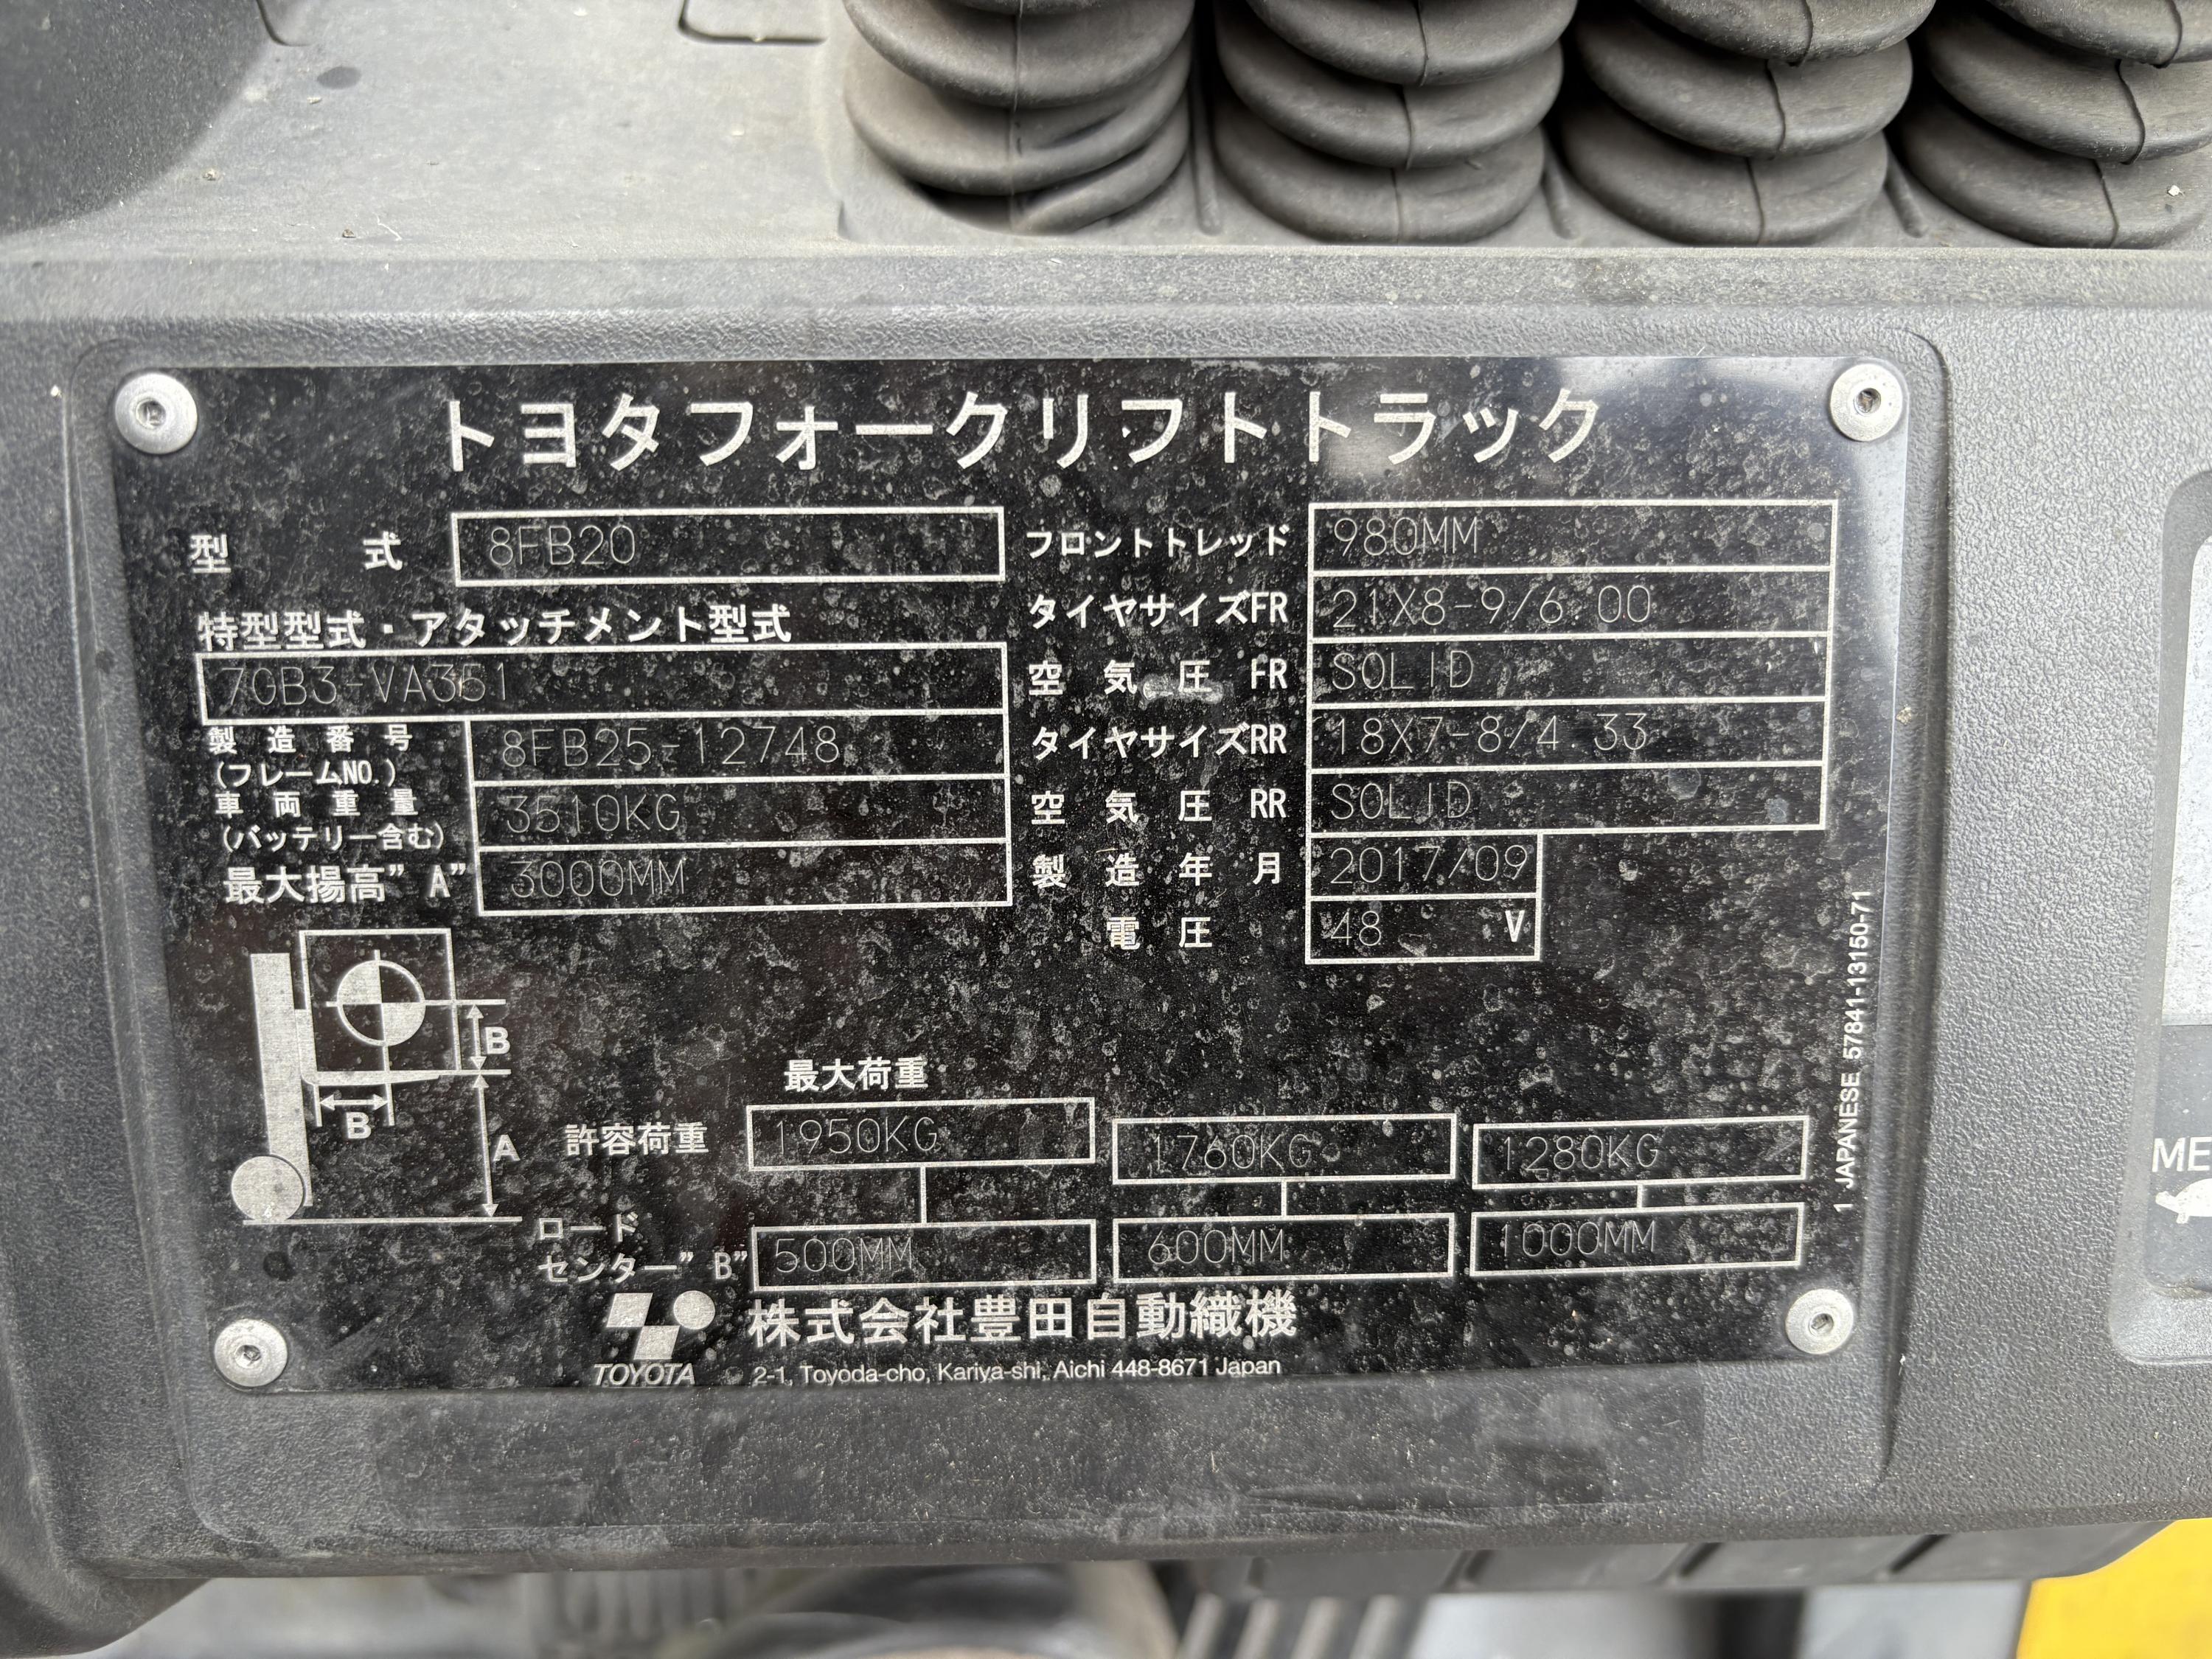 トヨタフォークリフトトラック
型 式 8FB20
特型型式・アタッチメント型式
70B3-VA351
製造番号 8FB25-12748
(フレームNO.)
車両重量 3510KG
(バッテリー含む)
最大揚高"A" 3000MM
フロントトレッド 980MM
タイヤサイズFR 21X8-9/6.00
空気圧 FR SOLID
タイヤサイズRR 18X7-8/4.33
空気圧 RR SOLID
製造年月 2017/09
電圧 48 V
B
B
A
最大荷重
許容荷重 1950KG 1760KG 1280KG
ロード
センター"B" 500MM 600MM 1000MM
TOYOTA 株式会社豊田自動織機
2-1, Toyoda-cho, Kariya-shi, Aichi 448-8671 Japan
1 JAPANESE 57841-13150-71